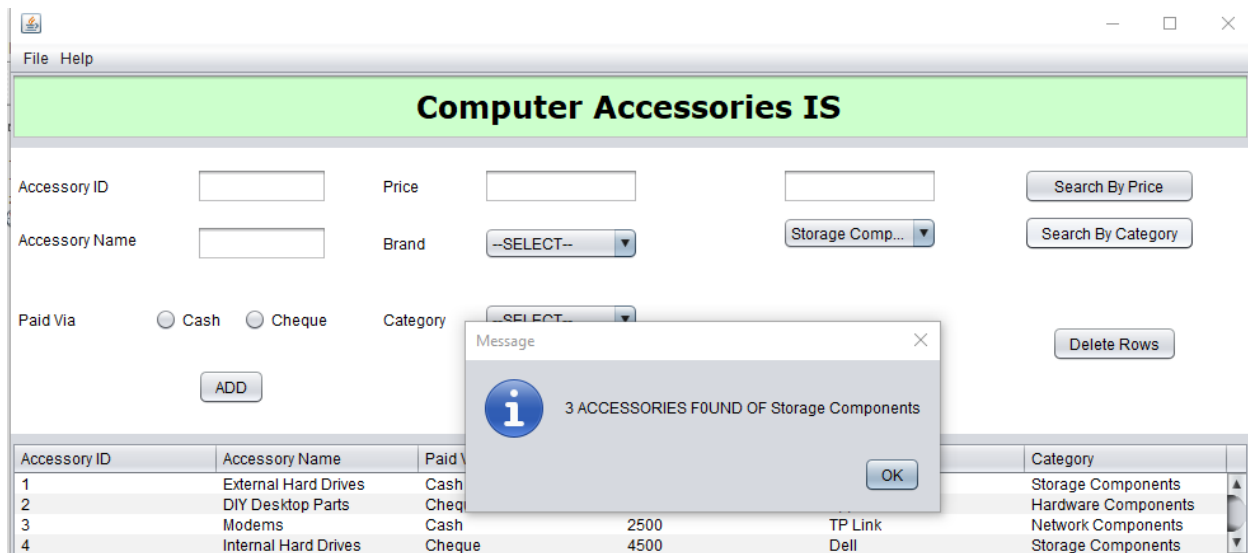 File Help
Computer Accessories IS
Accessory ID Price Search By Price
Accessory Name Brand --SELECT-- Storage Comp... Search By Category
Paid Via Cash Cheque Category --SELECT--
Message
Delete Rows
ADD
3 ACCESSORIES F0UND OF Storage Components
OK
Accessory ID Accessory Name Paid Category
1 External Hard Drives Cash Storage Components
2 DIY Desktop Parts Hardware Components
3 Modems Cash 2500 TP Link Network Components
4 Internal Hard Drives Cheque 4500 Dell Storage Components